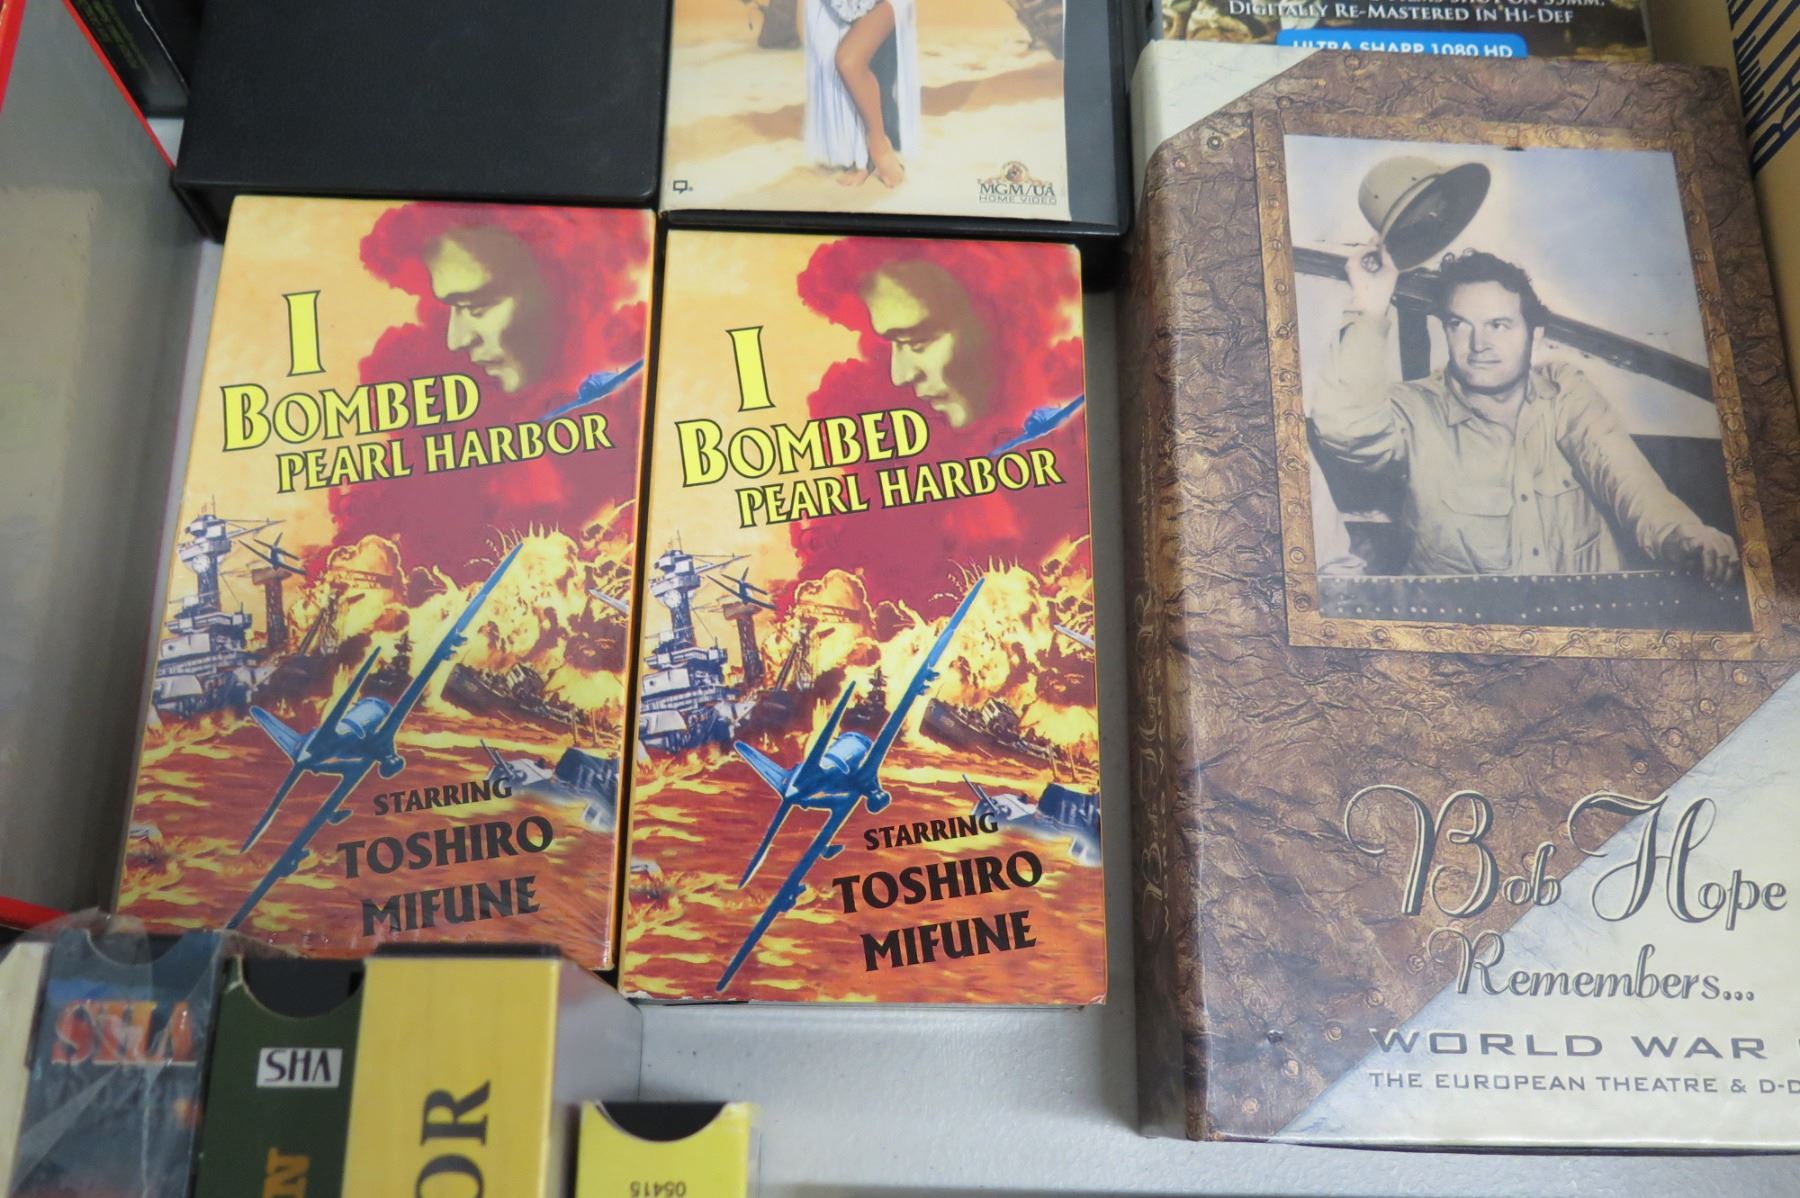 DIGITALLY RE-MASTERED IN HI-DEF
ULTRA SHARP 1080 HD
MGM/UA
HOME VIDEO
I
BOMBED
PEARL HARBOR
STARRING
TOSHIRO
MIFUNE
I
BOMBED
PEARL HARBOR
STARRING
TOSHIRO
MIFUNE
Bob Hope
Remembers...
WORLD WAR
THE EUROPEAN THEATRE & D-D
SHA
SHA
OR
05415